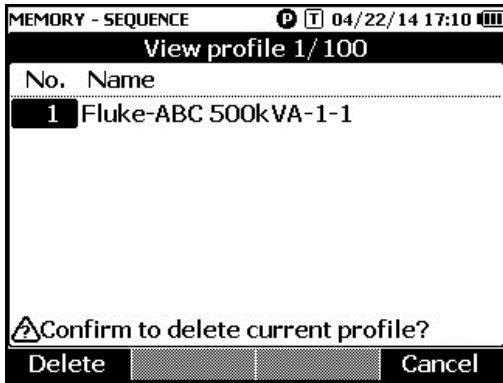 MEMORY - SEQUENCE P T 04/22/14 17:10
View profile 1/100
No. Name
1 Fluke-ABC 500kVA-1-1
Confirm to delete current profile?
Delete Cancel